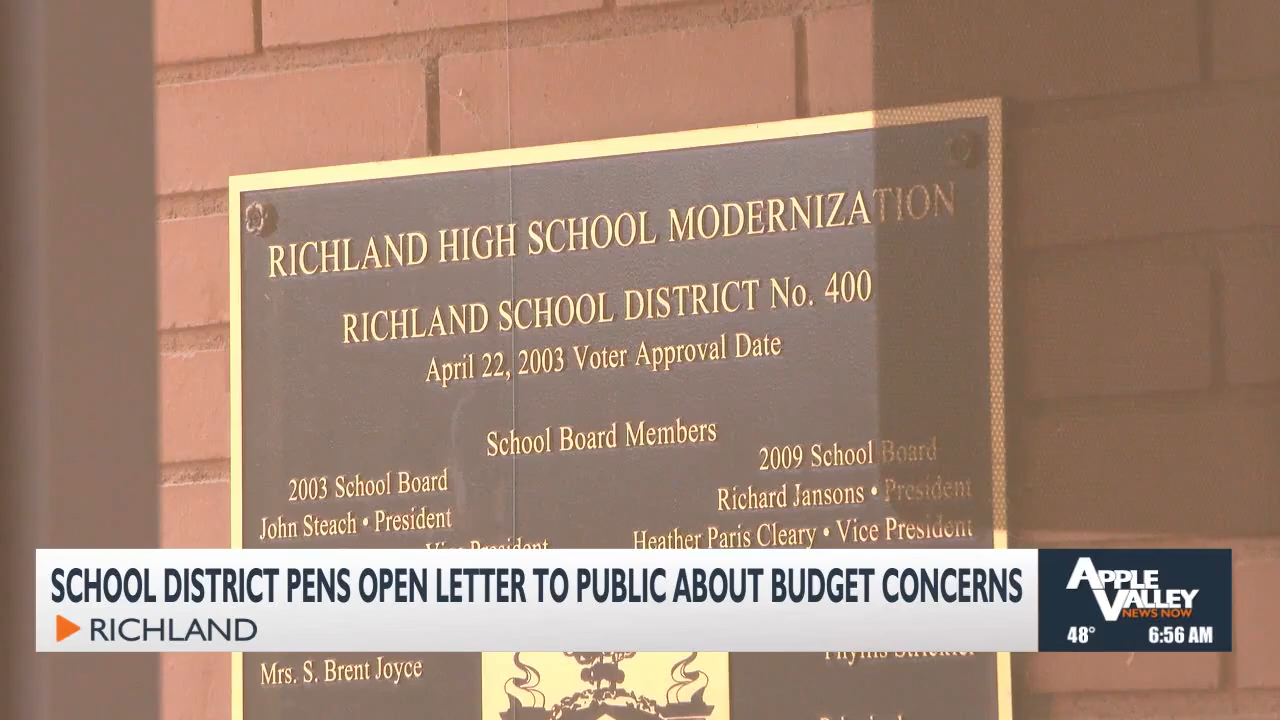 RICHLAND HIGH SCHOOL MODERNIZATION
RICHLAND SCHOOL DISTRICT No. 400
April 22, 2003 Voter Approval Date
School Board Members
2003 School Board
John Steach • President
Vice President
2009 School Board
Richard Jansons • President
Heather Paris Cleary • Vice President
SCHOOL DISTRICT PENS OPEN LETTER TO PUBLIC ABOUT BUDGET CONCERNS
RICHLAND
APPLE
VALLEY
NEWS NOW
48° 6:56 AM
Mrs. S. Brent Joyce